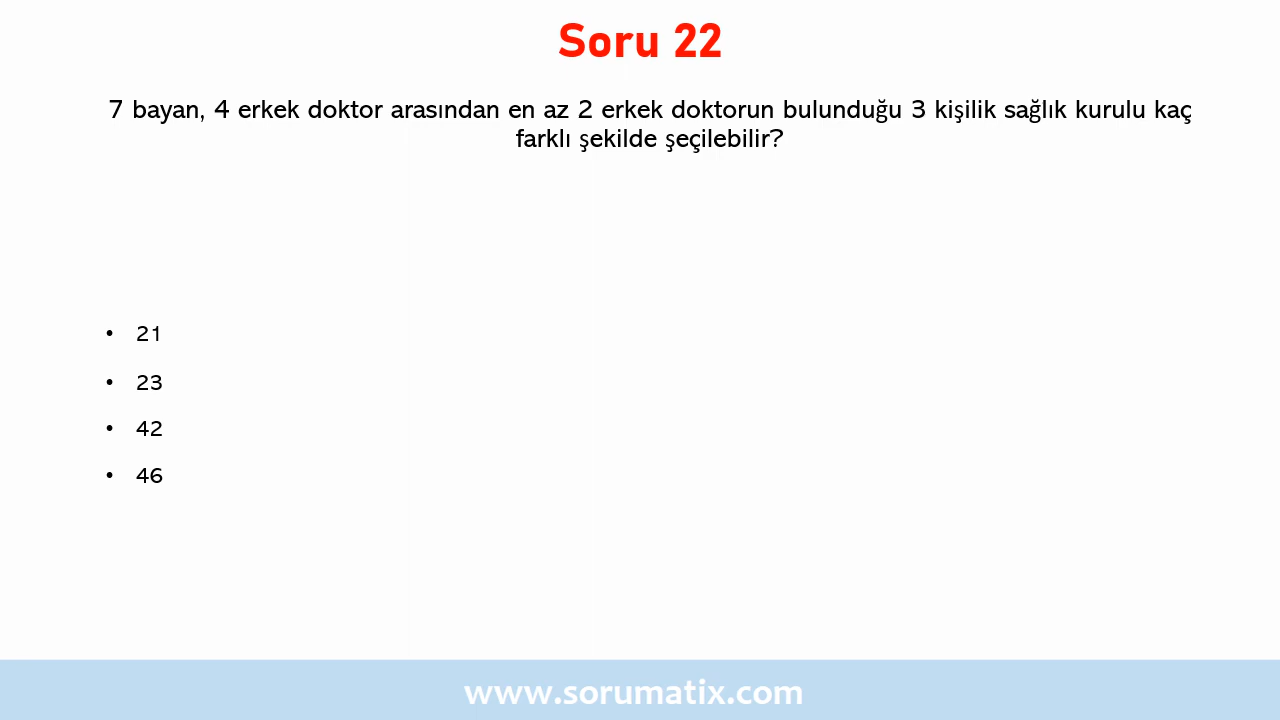 Soru 22
7 bayan, 4 erkek doktor arasından en az 2 erkek doktorun bulunduğu 3 kişilik sağlık kurulu kaç
farklı şekilde şeçilebilir?
• 21
• 23
• 42
• 46
www.sorumatix.com